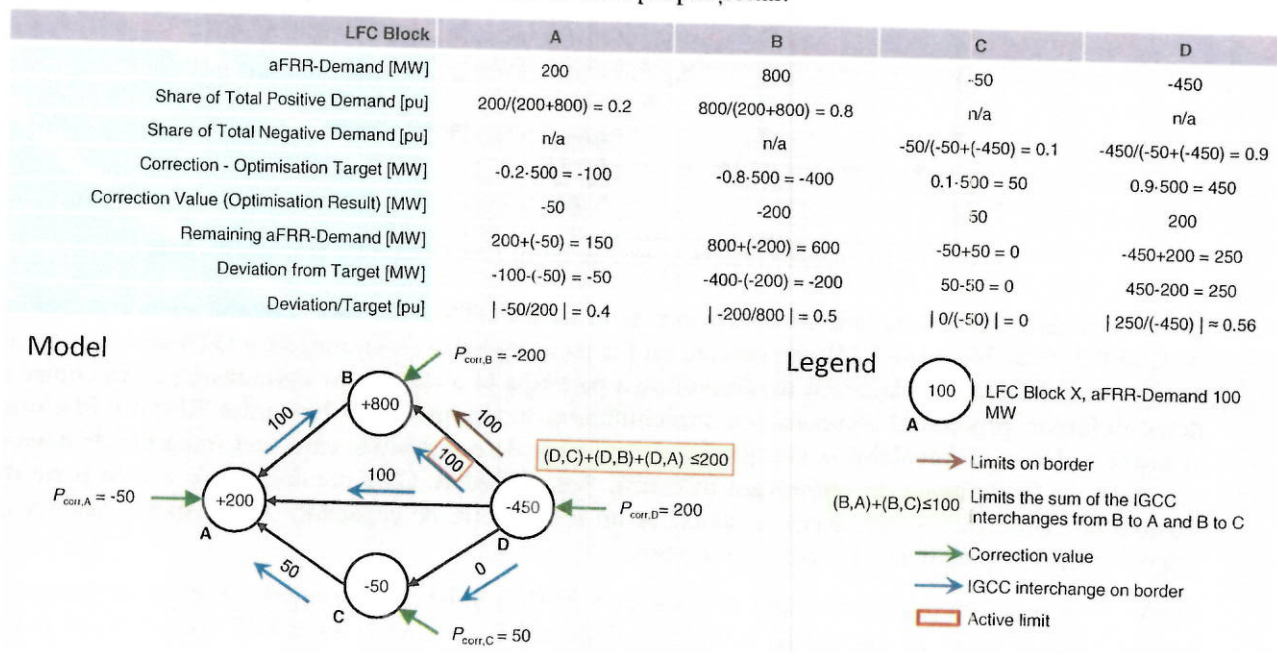 LFC Block A B C D
aFRR-Demand [MW] 200 800 -50 -450
Share of Total Positive Demand [pu] 200/(200+800) = 0.2 800/(200+800) = 0.8 n/a n/a
Share of Total Negative Demand [pu] n/a n/a -50/(-50+(-450) = 0.1 -450/(-50+(-450) = 0.9
Correction - Optimisation Target [MW] -0.2·500 = -100 -0.8·500 = -400 0.1·500 = 50 0.9·500 = 450
Correction Value (Optimisation Result) [MW] -50 -200 50 200
Remaining aFRR-Demand [MW] 200+(-50) = 150 800+(-200) = 600 -50+50 = 0 -450+200 = 250
Deviation from Target [MW] -100-(-50) = -50 -400-(-200) = -200 50-50 = 0 450-200 = 250
Deviation/Target [pu] | -50/200 | = 0.4 | -200/800 | = 0.5 | 0/(-50) | = 0 | 250/(-450) | ≈ 0.56
Model
P corr,B = -200
B
+800
100
100
100
(D,C)+(D,B)+(D,A) ≤200
100
P corr,A = -50
+200
A
-450
D
P corr,D = 200
50
0
-50
C
P corr,C = 50
Legend
100
A
LFC Block X, aFRR-Demand 100
MW
Limits on border
(B,A)+(B,C)≤100 Limits the sum of the IGCC
interchanges from B to A and B to C
Correction value
IGCC interchange on border
Active limit